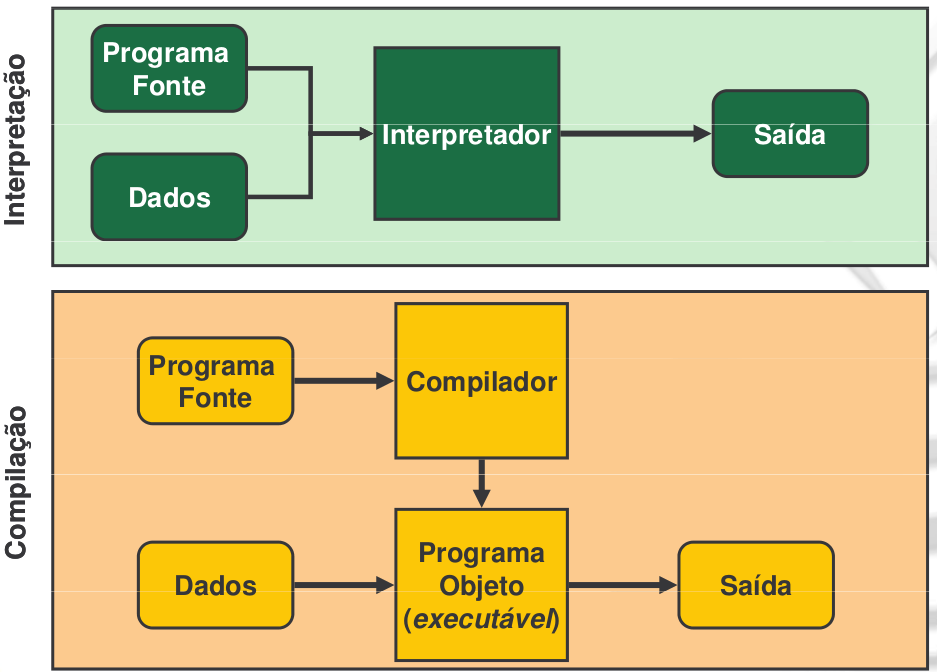 Interpretação
Programa
Fonte
Dados
Interpretador
Saída
Compilação
Programa
Fonte
Compilador
Dados
Programa
Objeto
(executável)
Saída